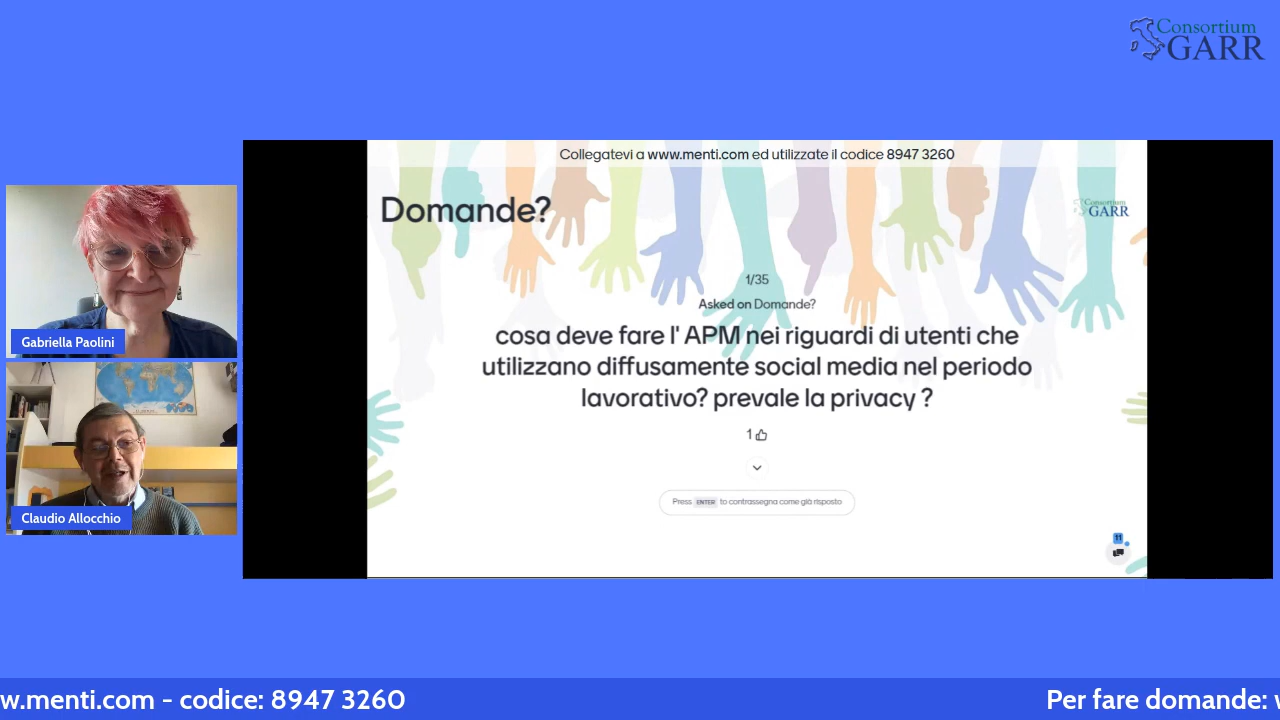 Consortium
GARR
Collegatevi a www.menti.com ed utilizzate il codice 8947 3260
Domande?
Consortium
GARR
1/35
Asked on Domande?
cosa deve fare l' APM nei riguardi di utenti che
utilizzano diffusamente social media nel periodo
lavorativo? prevale la privacy ?
1
Press ENTER to contrassegna come già risposto
11
Gabriella Paolini
Claudio Allocchio
w.menti.com - codice: 8947 3260
Per fare domande: w